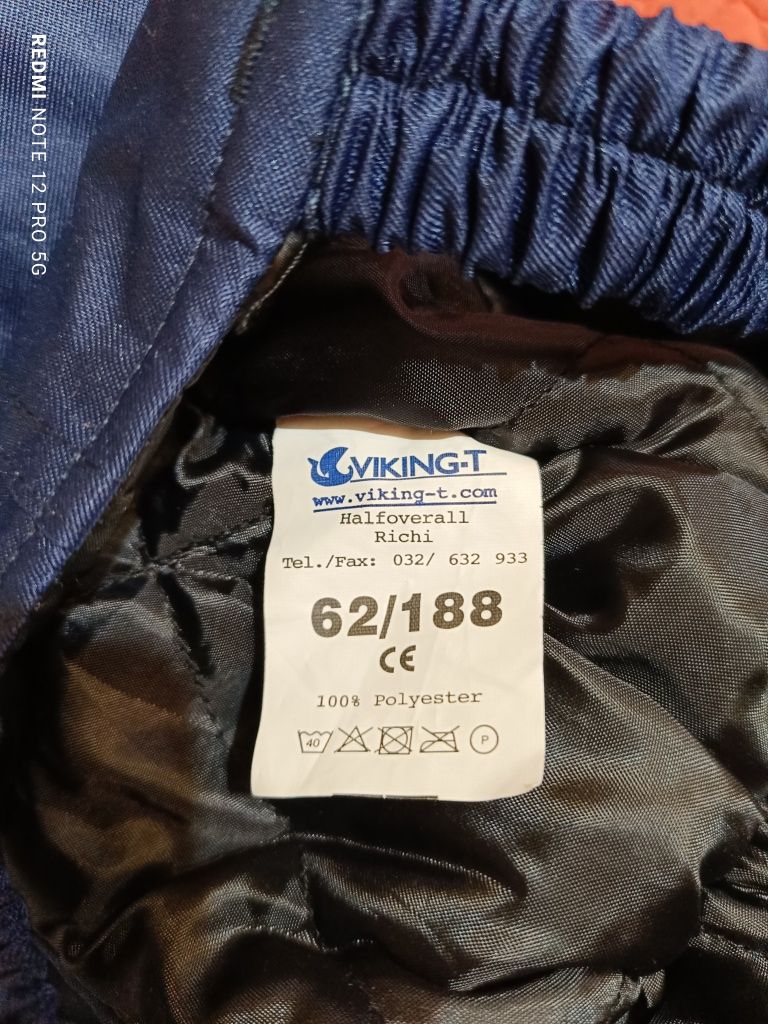 REDMI NOTE 12 PRO 5G
VIKING-T
www.viking-t.com
Halfoverall
Richi
Tel./Fax: 032/ 632 933
62/188
CE
100% Polyester
40 P